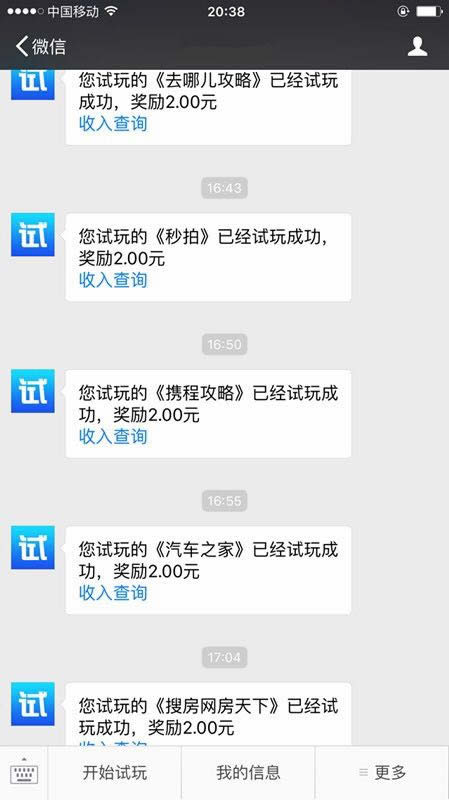 中国移动
20:38
微信
试
您试玩的《去哪儿攻略》已经试玩
成功，奖励2.00元
收入查询
16:43
试
您试玩的《秒拍》已经试玩成功，
奖励2.00元
收入查询
16:50
试
您试玩的《携程攻略》已经试玩成
功，奖励2.00元
收入查询
16:55
试
您试玩的《汽车之家》已经试玩成
功，奖励2.00元
收入查询
17:04
试
您试玩的《搜房网房天下》已经试
玩成功，奖励2.00元
收入查询
开始试玩
我的信息
更多